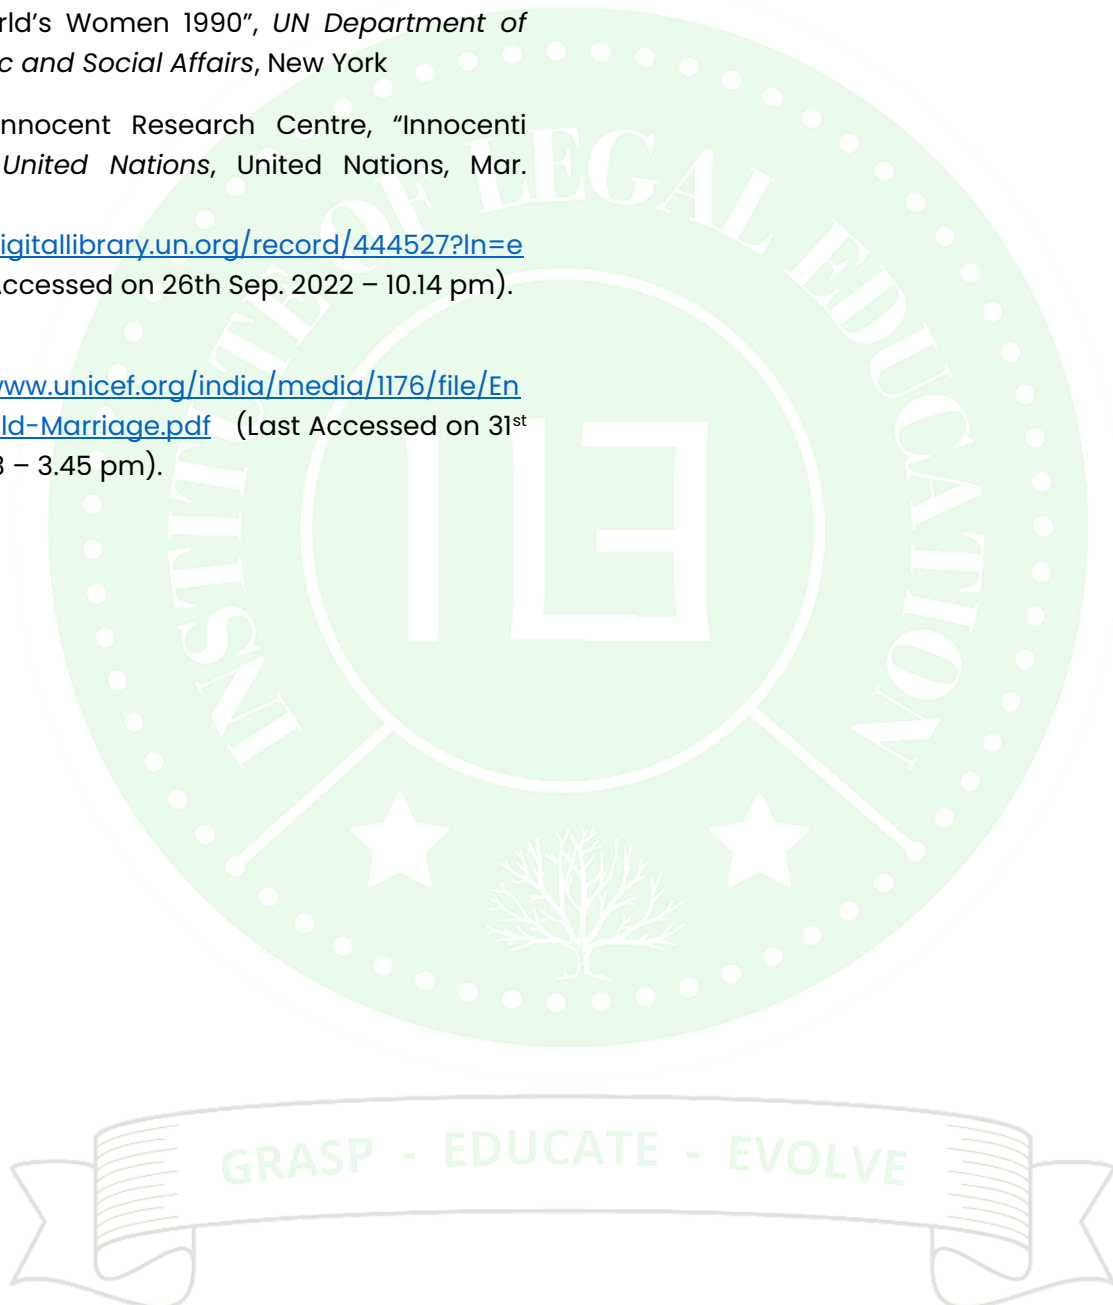 rld’s Women 1990”, UN Department of
c and Social Affairs, New York
nnocent Research Centre, “Innocenti
United Nations, United Nations, Mar.
igitallibrary.un.org/record/444527?ln=e
Accessed on 26th Sep. 2022 – 10.14 pm).
www.unicef.org/india/media/1176/file/En
ld-Marriage.pdf (Last Accessed on 31st
3 – 3.45 pm).
INSTITUTE OF LEGAL EDUCATION
ILE
GRASP - EDUCATE - EVOLVE